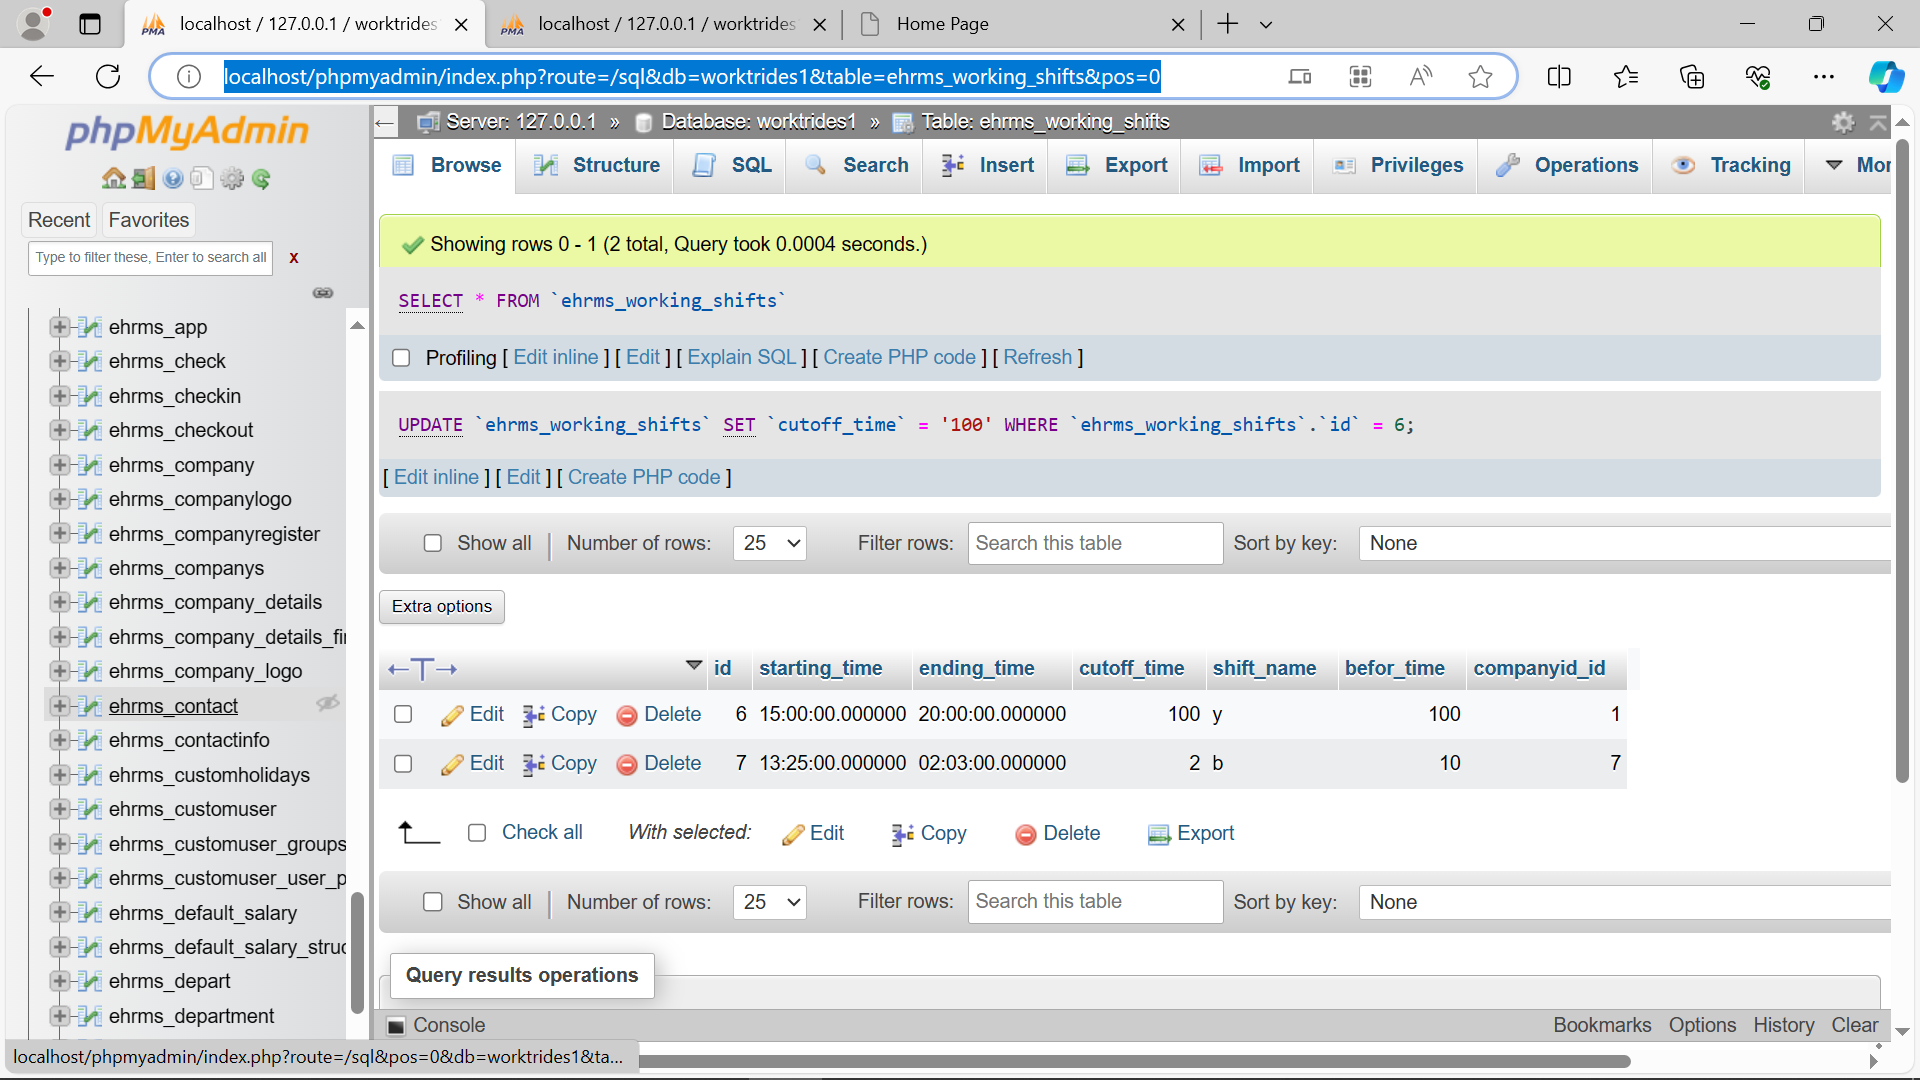 localhost / 127.0.0.1 / worktrides
localhost / 127.0.0.1 / worktrides
Home Page
localhost/phpmyadmin/index.php?route=/sql&db=worktrides1&table=ehrms_working_shifts&pos=0
phpMyAdmin
Recent Favorites
Type to filter these, Enter to search all X
ehrms_app
ehrms_check
ehrms_checkin
ehrms_checkout
ehrms_company
ehrms_companylogo
ehrms_companyregister
ehrms_companys
ehrms_company_details
ehrms_company_details_fi
ehrms_company_logo
ehrms_contact
ehrms_contactinfo
ehrms_customholidays
ehrms_customuser
ehrms_customuser_groups
ehrms_customuser_user_p
ehrms_default_salary
ehrms_default_salary_struc
ehrms_depart
ehrms_department
Server: 127.0.0.1 » Database: worktrides1 » Table: ehrms_working_shifts
Browse Structure SQL Search Insert Export Import Privileges Operations Tracking Mor
Showing rows 0 - 1 (2 total, Query took 0.0004 seconds.)
SELECT * FROM `ehrms_working_shifts`
Profiling [ Edit inline ] [ Edit ] [ Explain SQL ] [ Create PHP code ] [ Refresh ]
UPDATE `ehrms_working_shifts` SET `cutoff_time` = '100' WHERE `ehrms_working_shifts`.`id` = 6;
[ Edit inline ] [ Edit ] [ Create PHP code ]
Show all Number of rows: 25 Filter rows: Search this table Sort by key: None
Extra options
←T→ id starting_time ending_time cutoff_time shift_name befor_time companyid_id
Edit Copy Delete 6 15:00:00.000000 20:00:00.000000 100 y 100 1
Edit Copy Delete 7 13:25:00.000000 02:03:00.000000 2 b 10 7
Check all With selected: Edit Copy Delete Export
Show all Number of rows: 25 Filter rows: Search this table Sort by key: None
Query results operations
Console Bookmarks Options History Clear
localhost/phpmyadmin/index.php?route=/sql&pos=0&db=worktrides1&ta...